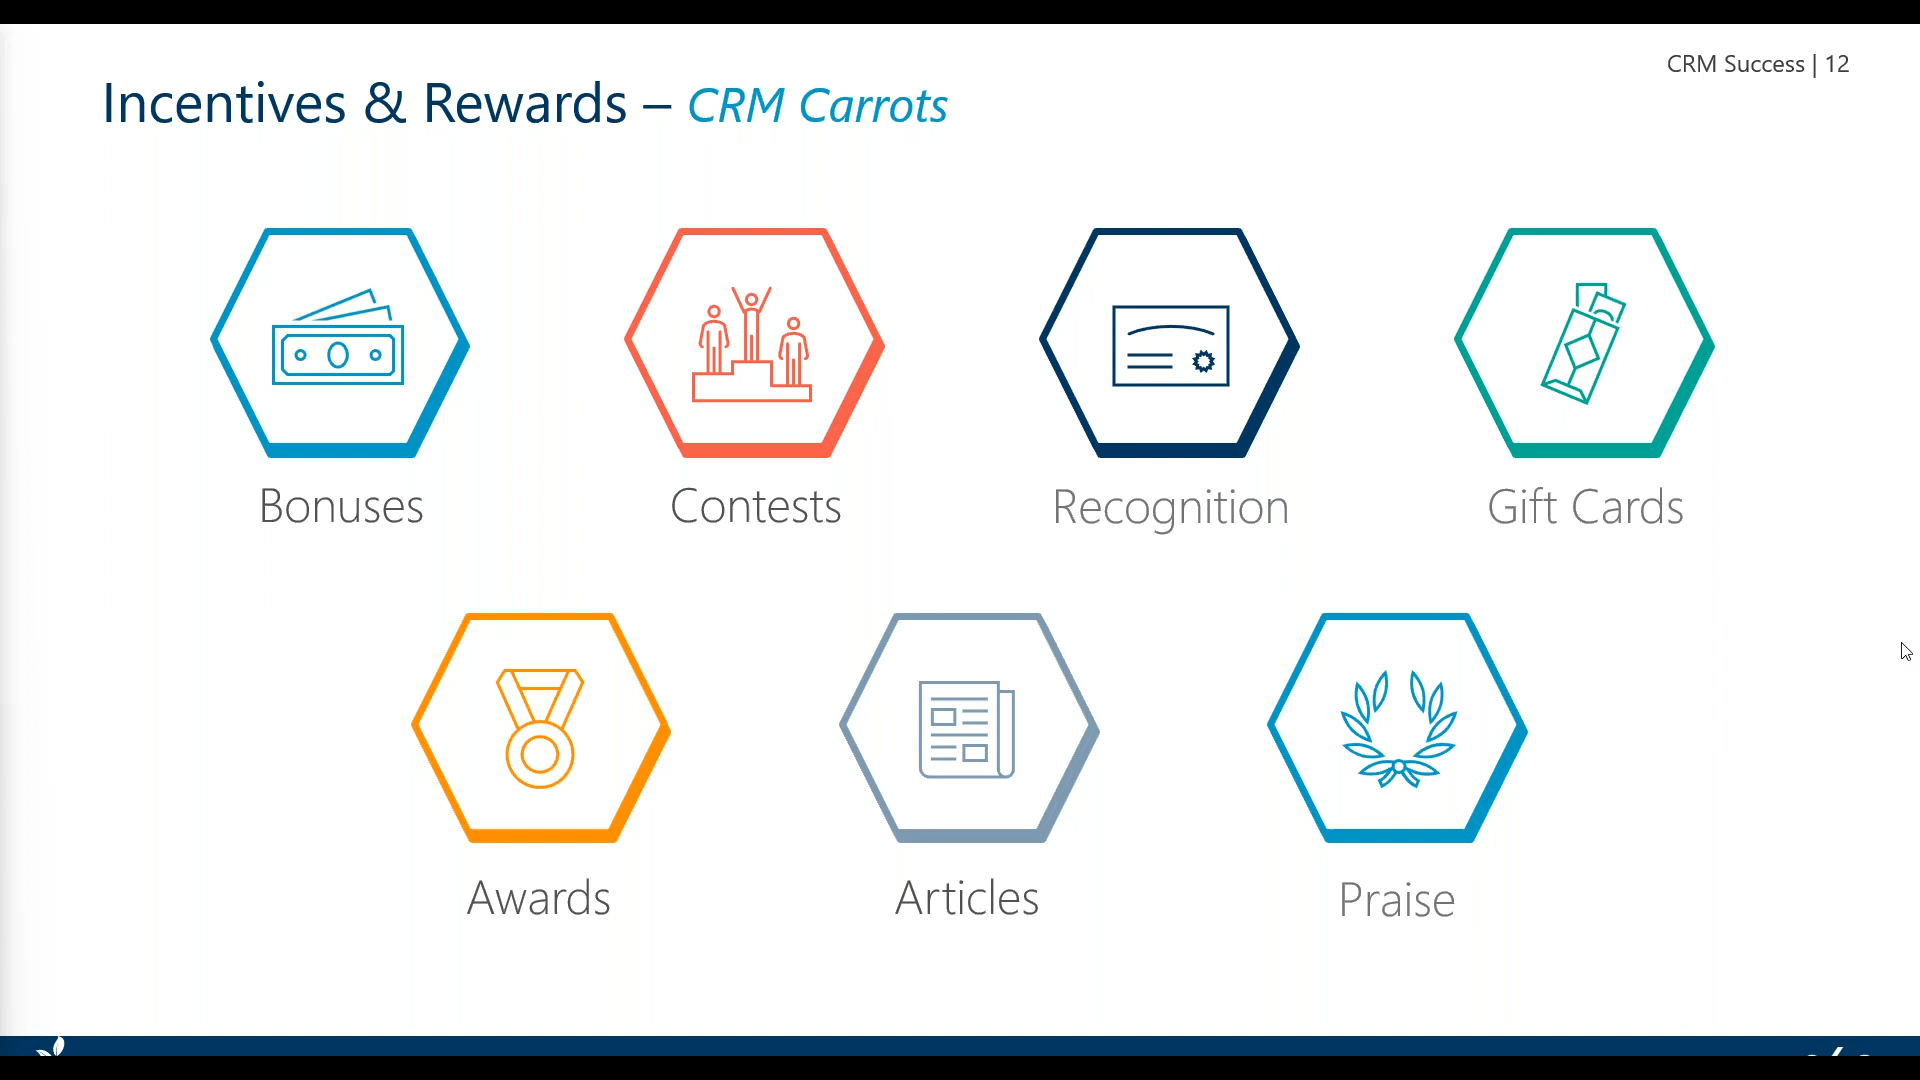 CRM Success | 12
Incentives & Rewards – CRM Carrots
Bonuses
Contests
Recognition
Gift Cards
Awards
Articles
Praise